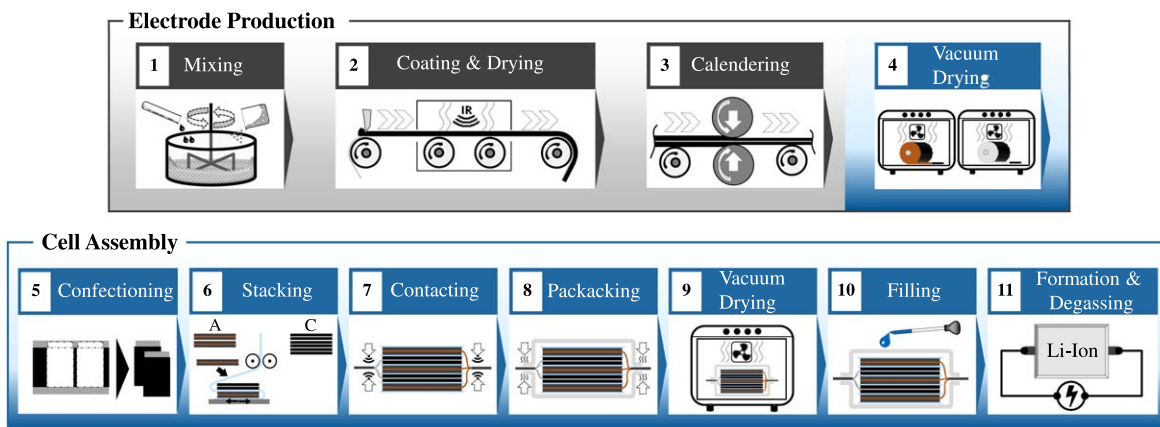 Electrode Production
1 Mixing
2 Coating & Drying
IR
3 Calendering
4 Vacuum
Drying
Cell Assembly
5 Confectioning
6 Stacking
A C
7 Contacting
8 Packacking
9 Vacuum
Drying
10 Filling
11 Formation &
Degassing
Li-Ion